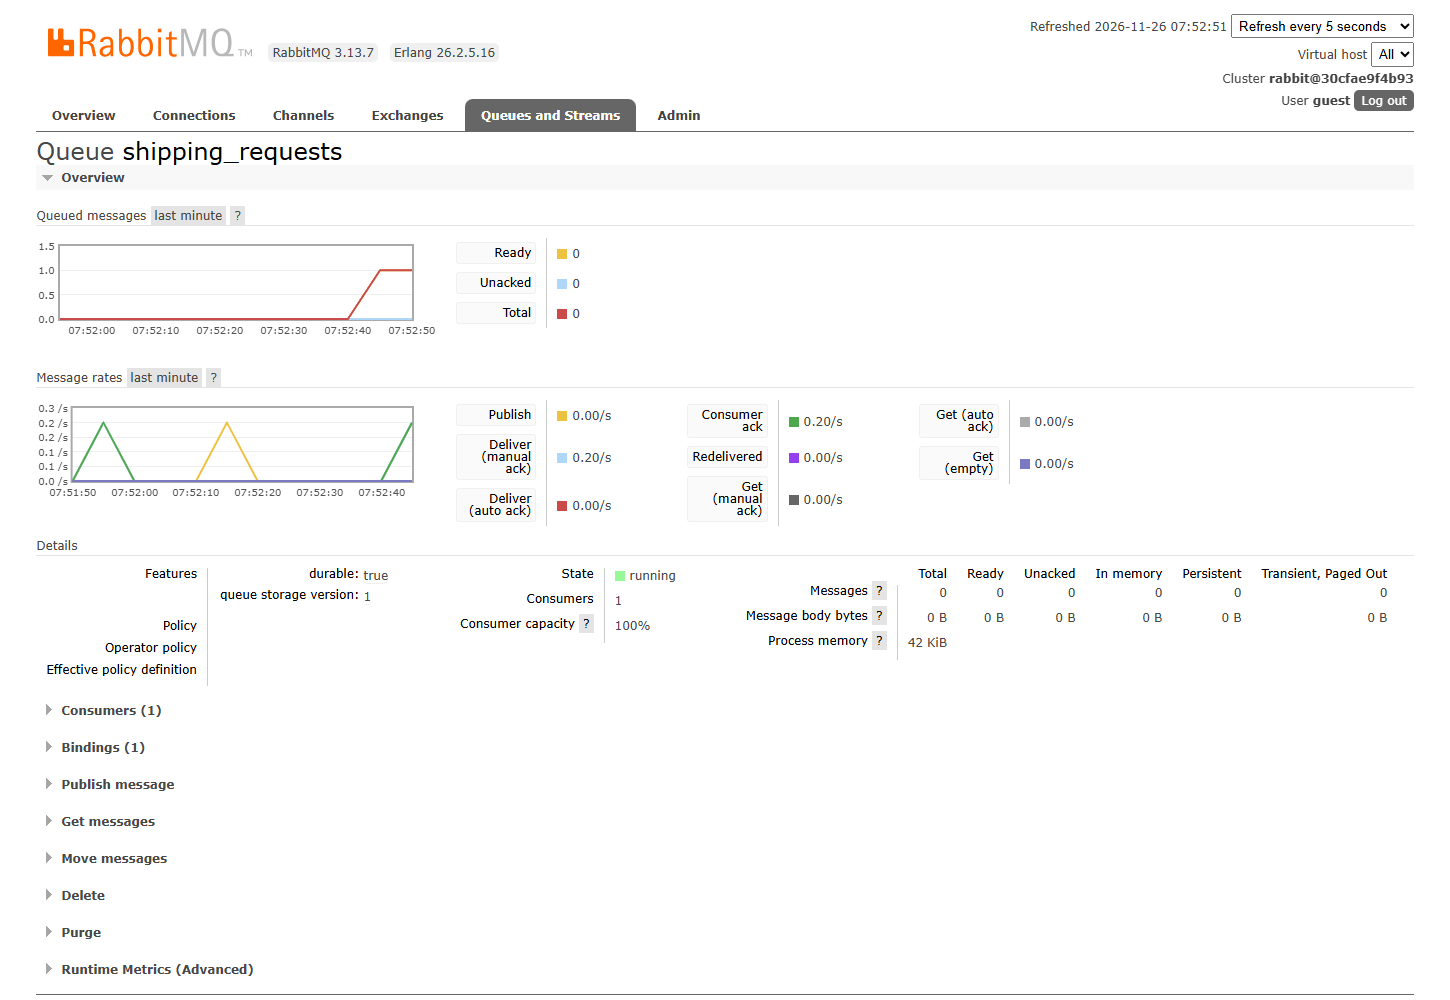 RabbitMQ TM RabbitMQ 3.13.7 Erlang 26.2.5.16
Refreshed 2026-11-26 07:52:51 Refresh every 5 seconds
Virtual host All
Cluster rabbit@30cfae9f4b93
User guest Log out
Overview Connections Channels Exchanges Queues and Streams Admin
Queue shipping_requests
Overview
Queued messages last minute ?
1.5
1.0
0.5
0.0
07:52:00 07:52:10 07:52:20 07:52:30 07:52:40 07:52:50
Ready 0
Unacked 0
Total 0
Message rates last minute ?
0.3 /s
0.2 /s
0.2 /s
0.1 /s
0.1 /s
0.0 /s
07:51:50 07:52:00 07:52:10 07:52:20 07:52:30 07:52:40
Publish 0.00/s
Deliver
(manual 0.20/s
ack)
Deliver
(auto ack) 0.00/s
Consumer
ack 0.20/s
Redelivered 0.00/s
Get
(manual 0.00/s
ack)
Get (auto
ack) 0.00/s
Get
(empty) 0.00/s
Details
Features durable: true
queue storage version: 1
Policy
Operator policy
Effective policy definition
State running
Consumers 1
Consumer capacity ? 100%
Total Ready Unacked In memory Persistent Transient, Paged Out
Messages ? 0 0 0 0 0 0
Message body bytes ? 0 B 0 B 0 B 0 B 0 B 0 B
Process memory ? 42 KiB
Consumers (1)
Bindings (1)
Publish message
Get messages
Move messages
Delete
Purge
Runtime Metrics (Advanced)